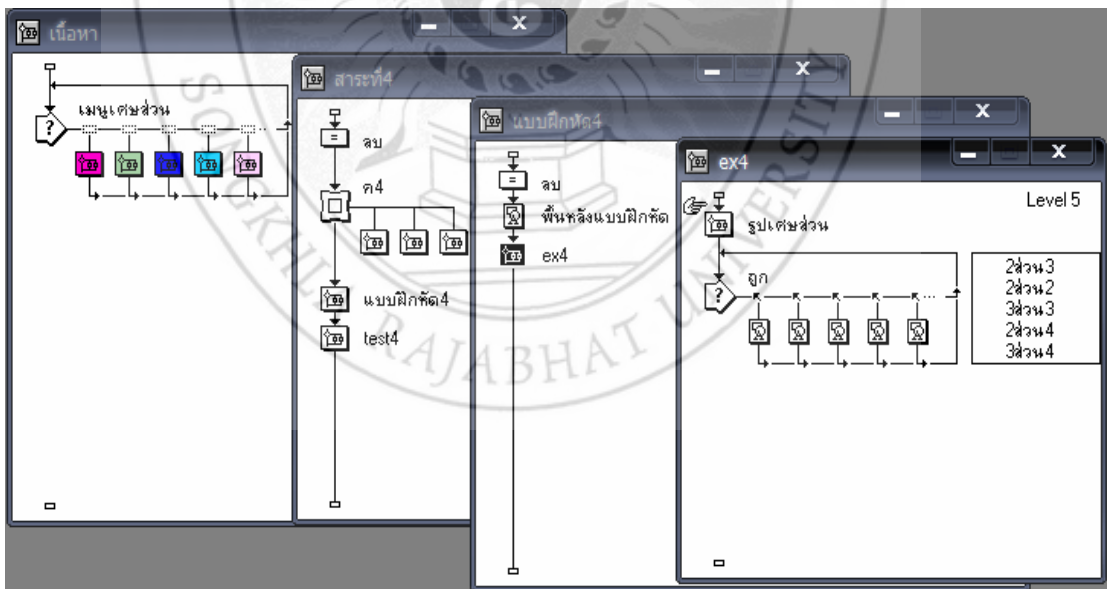 เนื้อหา
เมนูเศษส่วน
สาระที่4
ลบ
ค4
แบบฝึกหัด4
test4
แบบฝึกหัด4
ลบ
พื้นหลังแบบฝึกหัด
ex4
ex4
Level 5
รูปเศษส่วน
ถูก
2ส่วน3
2ส่วน2
3ส่วน3
2ส่วน4
3ส่วน4
SONGKHLA RAJABHAT UNIVERSITY